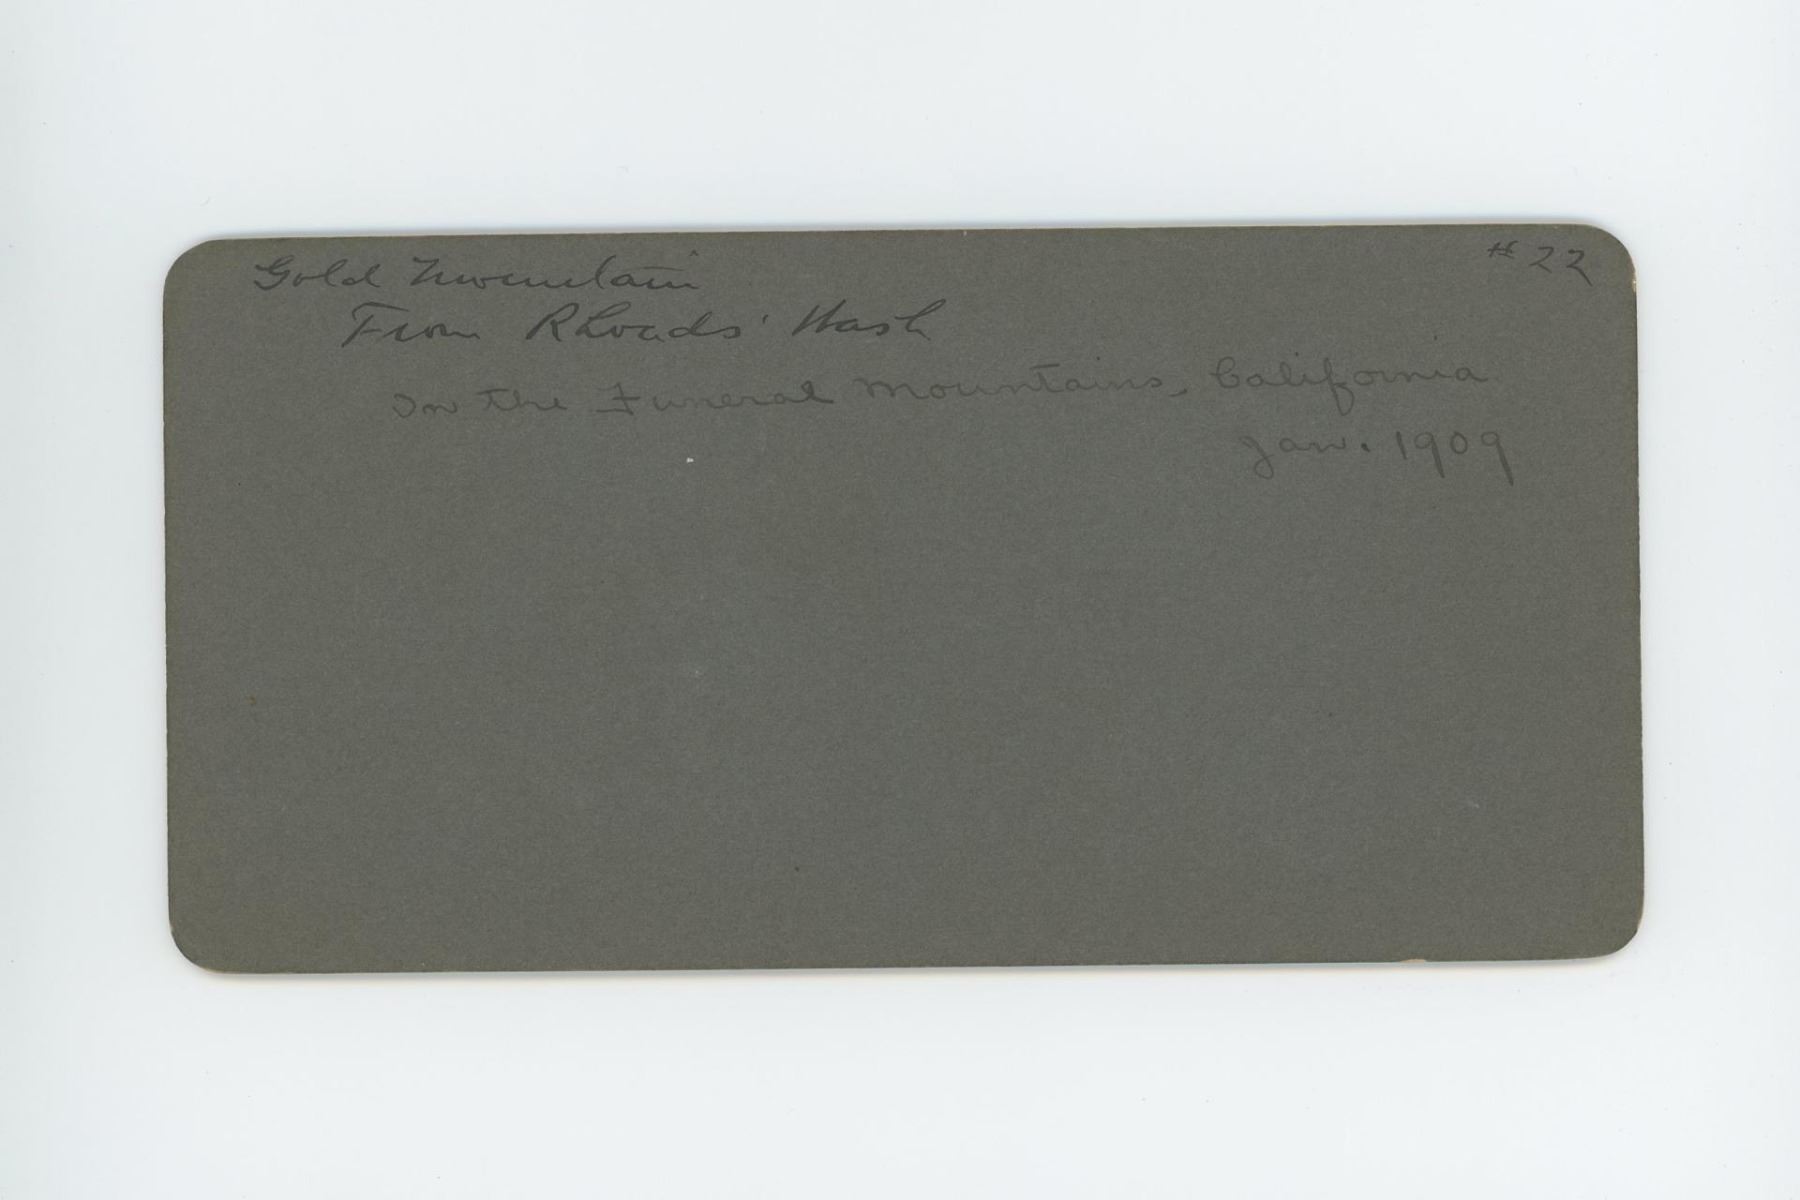 Gold Mountain
#22
From Rhoads' Wash
In the Funeral Mountains, California
Jan. 1909